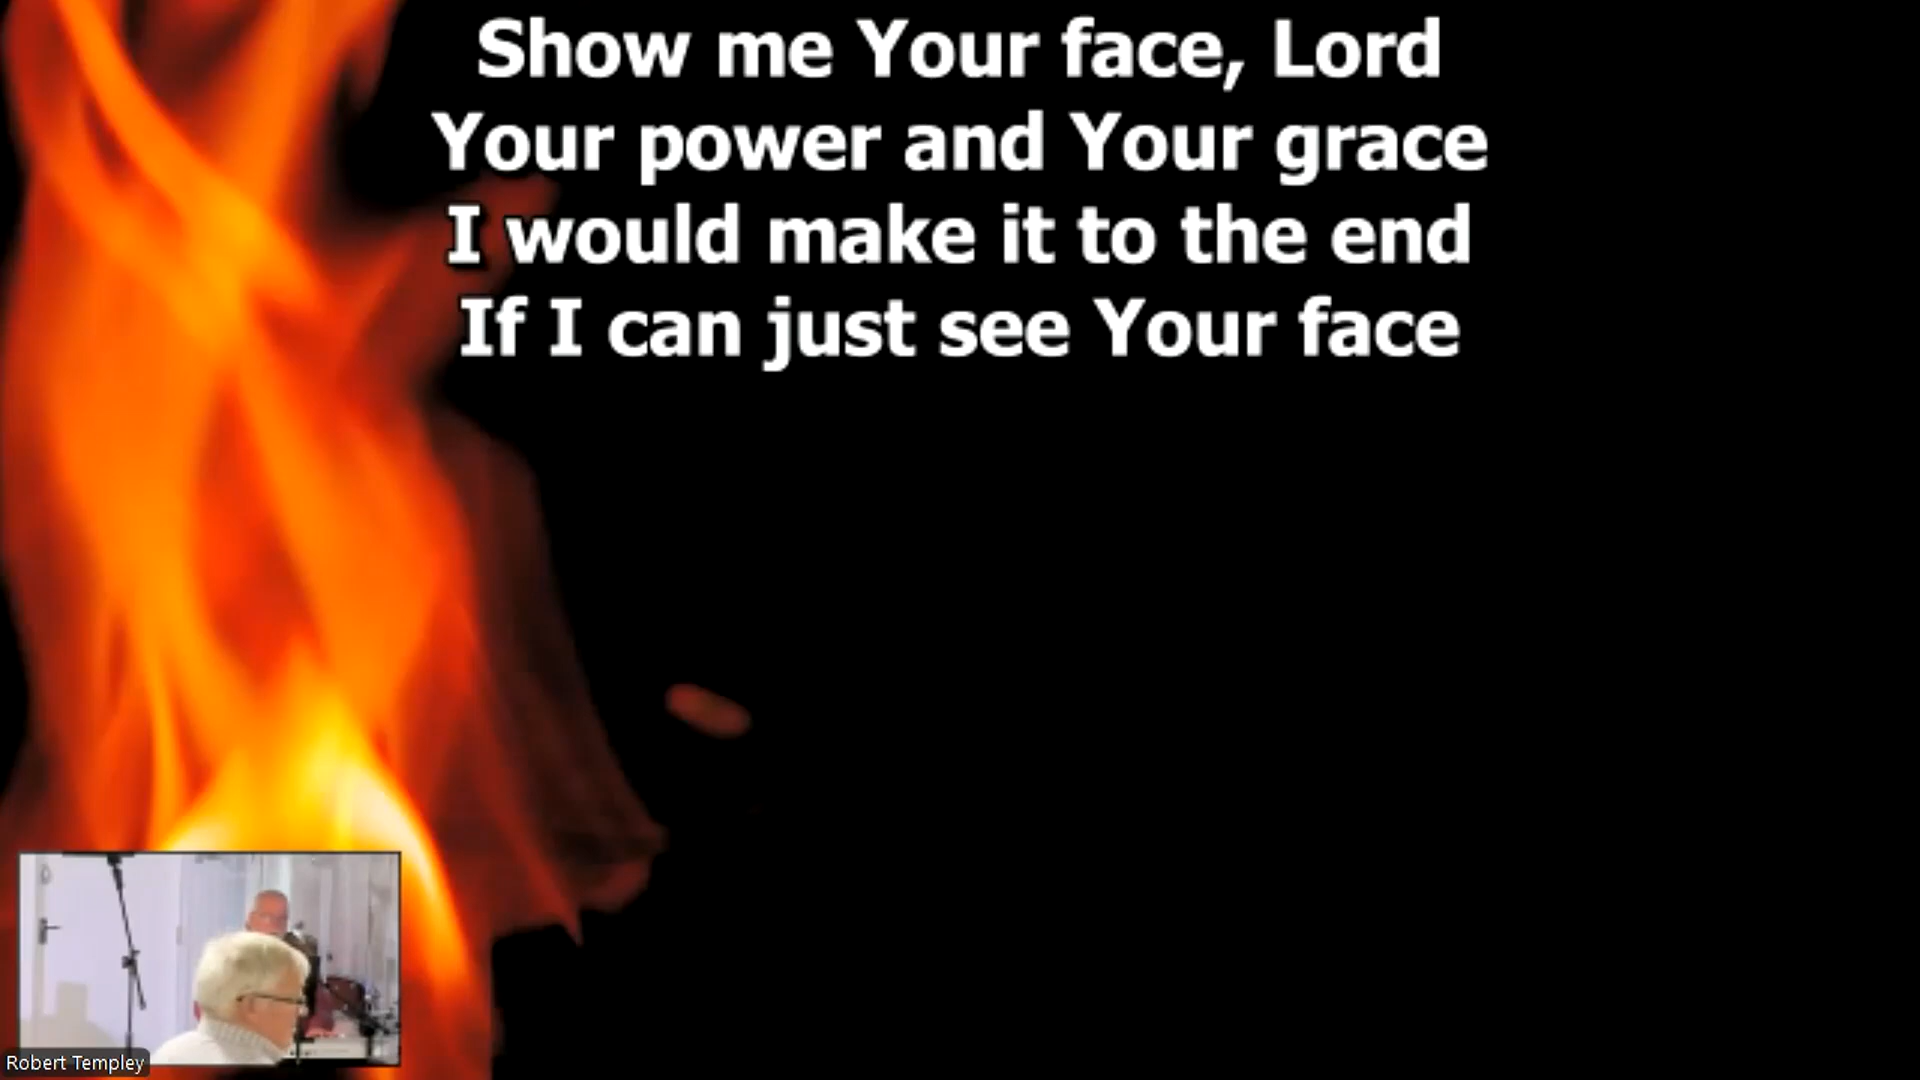 Show me Your face, Lord
Your power and Your grace
I would make it to the end
If I can just see Your face
Robert Templey